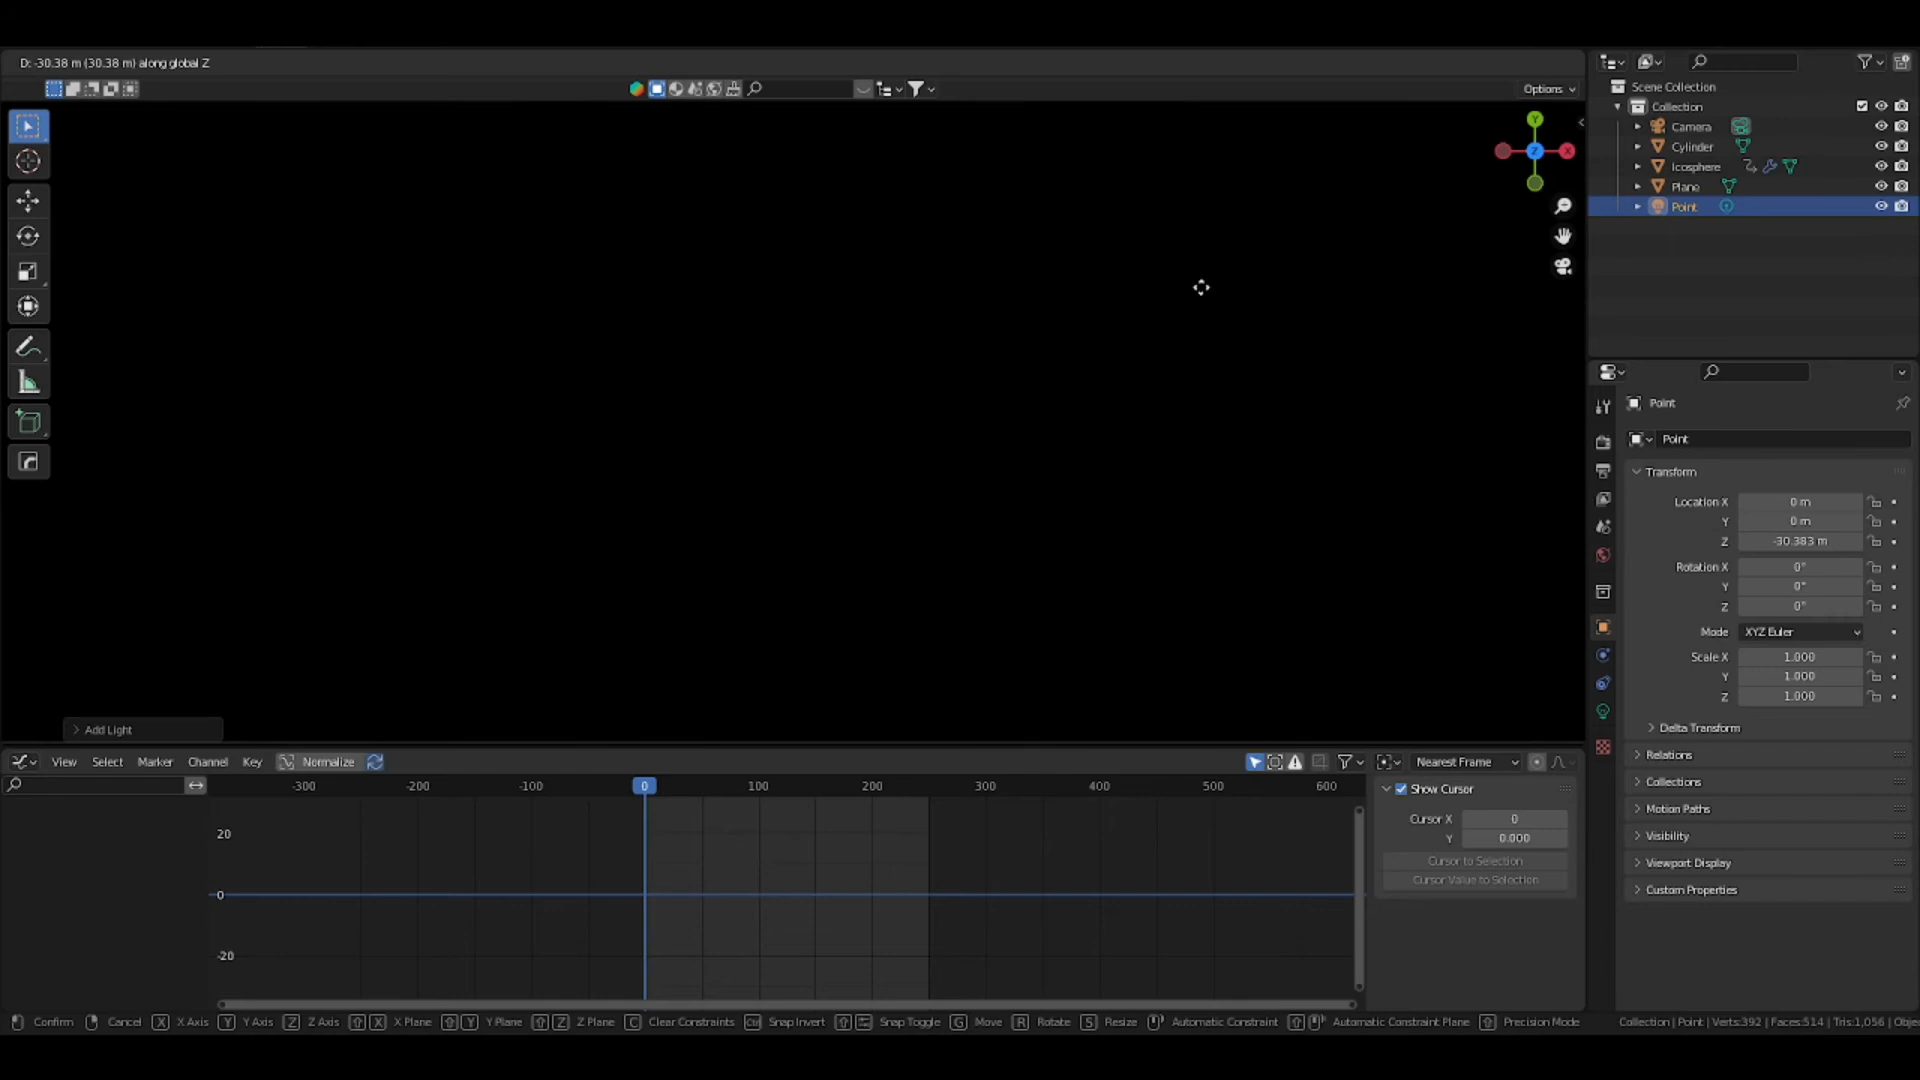 D: -30.38 m (30.38 m) along global Z
Options
Y
Z
X
Add Light
Scene Collection
Collection
Camera
Cylinder
Icosphere
Plane
Point
Point
Point
Transform
Location X 0 m
Y 0 m
Z -30.383 m
Rotation X 0°
Y 0°
Z 0°
Mode XYZ Euler
Scale X 1.000
Y 1.000
Z 1.000
Delta Transform
Relations
Collections
Motion Paths
Visibility
Viewport Display
Custom Properties
View Select Marker Channel Key Normalize Nearest Frame
-300 -200 -100 0 100 200 300 400 500 600
20
0
-20
Show Cursor
Cursor X 0
Y 0.000
Cursor to Selection
Cursor Value to Selection
Confirm Cancel X X Axis Y Y Axis Z Z Axis X X Plane Y Y Plane Z Z Plane C Clear Constraints Ctrl Snap Invert Snap Toggle G Move R Rotate S Resize Automatic Constraint Automatic Constraint Plane Precision Mode Collection | Point | Verts:392 | Faces:514 | Tris:1,056 | Obje